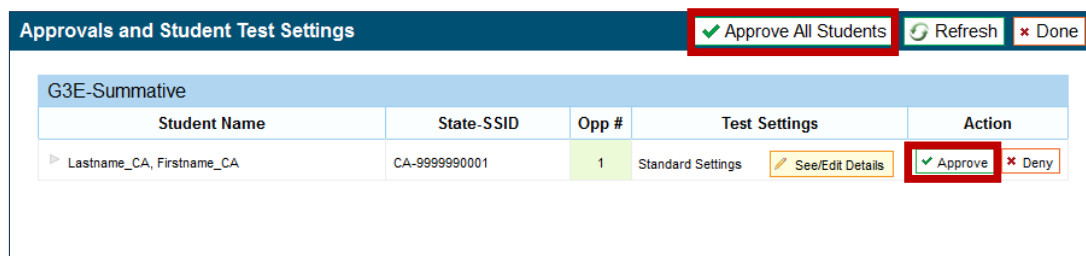 Approvals and Student Test Settings Approve All Students Refresh Done
G3E-Summative
Student Name State-SSID Opp # Test Settings Action
Lastname_CA, Firstname_CA CA-9999990001 1 Standard Settings See/Edit Details Approve Deny